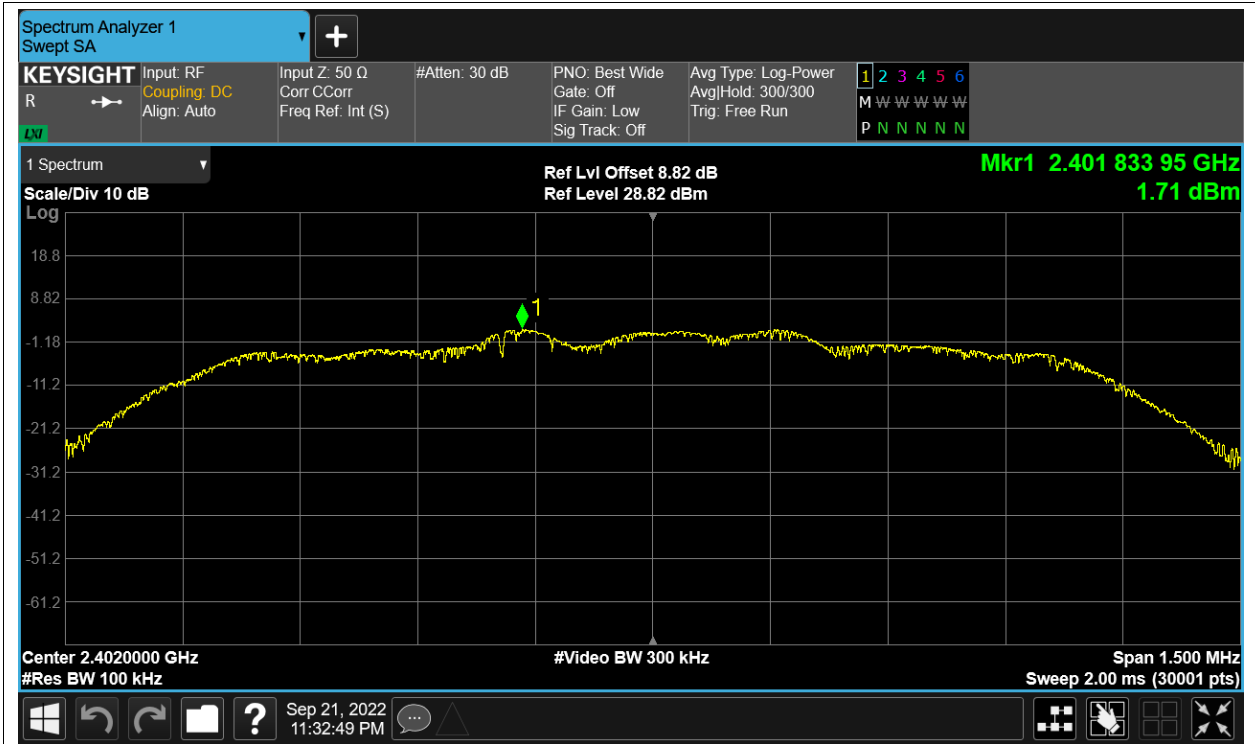 Spectrum Analyzer 1
Swept SA
KEYSIGHT
R
LXI
Input: RF
Coupling: DC
Align: Auto
Input Z: 50 Ω
Corr CCorr
Freq Ref: Int (S)
#Atten: 30 dB
PNO: Best Wide
Gate: Off
IF Gain: Low
Sig Track: Off
Avg Type: Log-Power
Avg|Hold: 300/300
Trig: Free Run
1 2 3 4 5 6
M W W W W W
P N N N N N
1 Spectrum
Scale/Div 10 dB
Log
Ref Lvl Offset 8.82 dB
Ref Level 28.82 dBm
Mkr1 2.401 833 95 GHz
1.71 dBm
18.8
8.82
1
-1.18
-11.2
-21.2
-31.2
-41.2
-51.2
-61.2
Center 2.4020000 GHz
#Video BW 300 kHz
Span 1.500 MHz
#Res BW 100 kHz
Sweep 2.00 ms (30001 pts)
?
Sep 21, 2022
11:32:49 PM